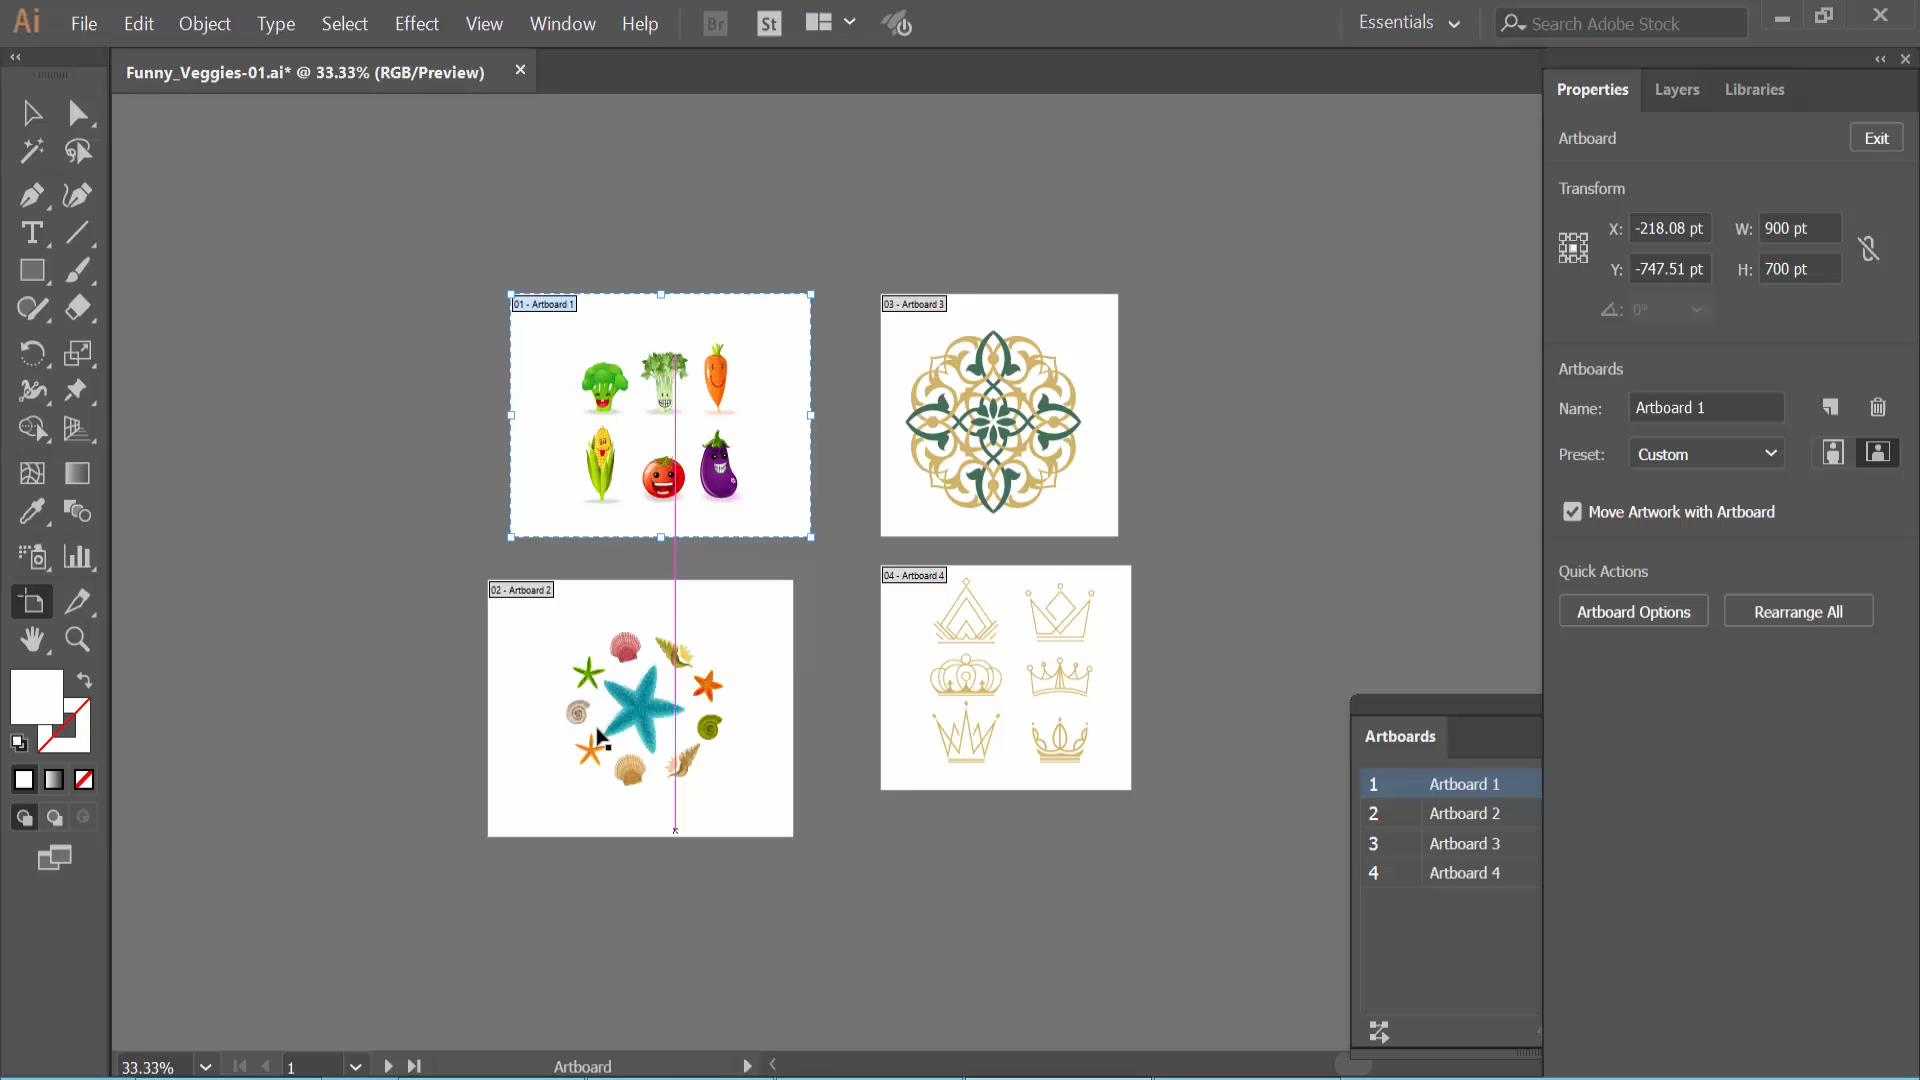 Ai File Edit Object Type Select Effect View Window Help Br St Essentials Search Adobe Stock
Funny_Veggies-01.ai* @ 33.33% (RGB/Preview)
Properties Layers Libraries
Artboard Exit
Transform
X: -218.08 pt W: 900 pt
Y: -747.51 pt H: 700 pt
0°
Artboards
Name: Artboard 1
Preset: Custom
Move Artwork with Artboard
Quick Actions
Artboard Options Rearrange All
01 - Artboard 1
03 - Artboard 3
02 - Artboard 2
04 - Artboard 4
Artboards
1 Artboard 1
2 Artboard 2
3 Artboard 3
4 Artboard 4
33.33% 1 Artboard